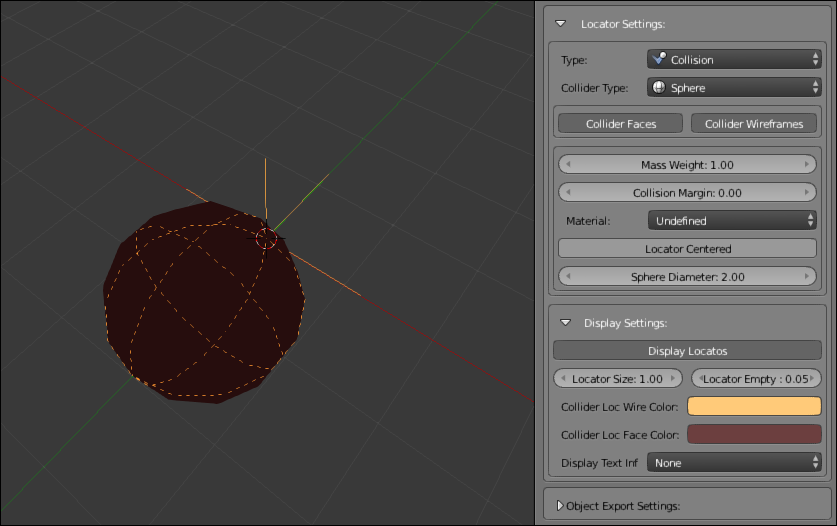 Locator Settings:
Type: Collision
Collider Type: Sphere
Collider Faces Collider Wireframes
Mass Weight: 1.00
Collision Margin: 0.00
Material: Undefined
Locator Centered
Sphere Diameter: 2.00
Display Settings:
Display Locatos
Locator Size: 1.00 Locator Empty : 0.05
Collider Loc Wire Color:
Collider Loc Face Color:
Display Text Inf None
Object Export Settings: